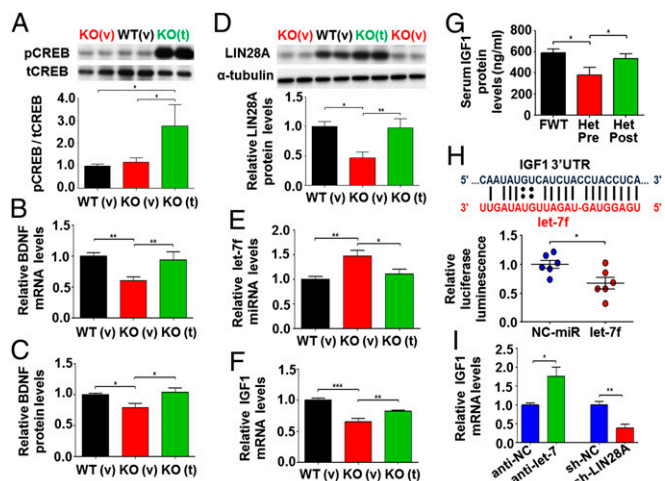 A
KO(v) WT(v) KO(t)
pCREB
tCREB
pCREB / tCREB
4.0
3.0
2.0
1.0
0.0
* *
WT (v) KO (v) KO (t)
B
Relative BDNF
mRNA levels
1.5
1.0
0.5
0.0
** **
WT (v) KO (v) KO (t)
C
Relative BDNF
protein levels
1.5
1.0
0.5
0.0
* *
WT (v) KO (v) KO (t)
D
KO(v) WT(v) KO(t) KO(v)
LIN28A
α-tubulin
Relative LIN28A
protein levels
1.5
1.0
0.5
0.0
* **
WT (v) KO (v) KO (t)
E
Relative let-7f
miRNA levels
2.0
1.5
1.0
0.5
0.0
** *
WT (v) KO (v) KO (t)
F
Relative IGF1
mRNA levels
1.5
1.0
0.5
0.0
*** **
WT (v) KO (v) KO (t)
G
Serum IGF1
protein levels
(ng/ml)
800
600
400
200
0
* *
FWT Het Het
Pre Post
H
IGF1 3'UTR
5' ...CAAUAUGUCAUCUACCUACCUCA... 3'
3' UUGAUAUGUUAGAU-GAUGGAGU 5'
let-7f
Relative
luciferase
luminescence
1.5
1.0
0.5
0.0
*
NC-miR let-7f
I
Relative IGF1
mRNA levels
2.5
2.0
1.5
1.0
0.5
0.0
* **
anti-NC
anti-let-7
sh-NC
sh-LIN28A